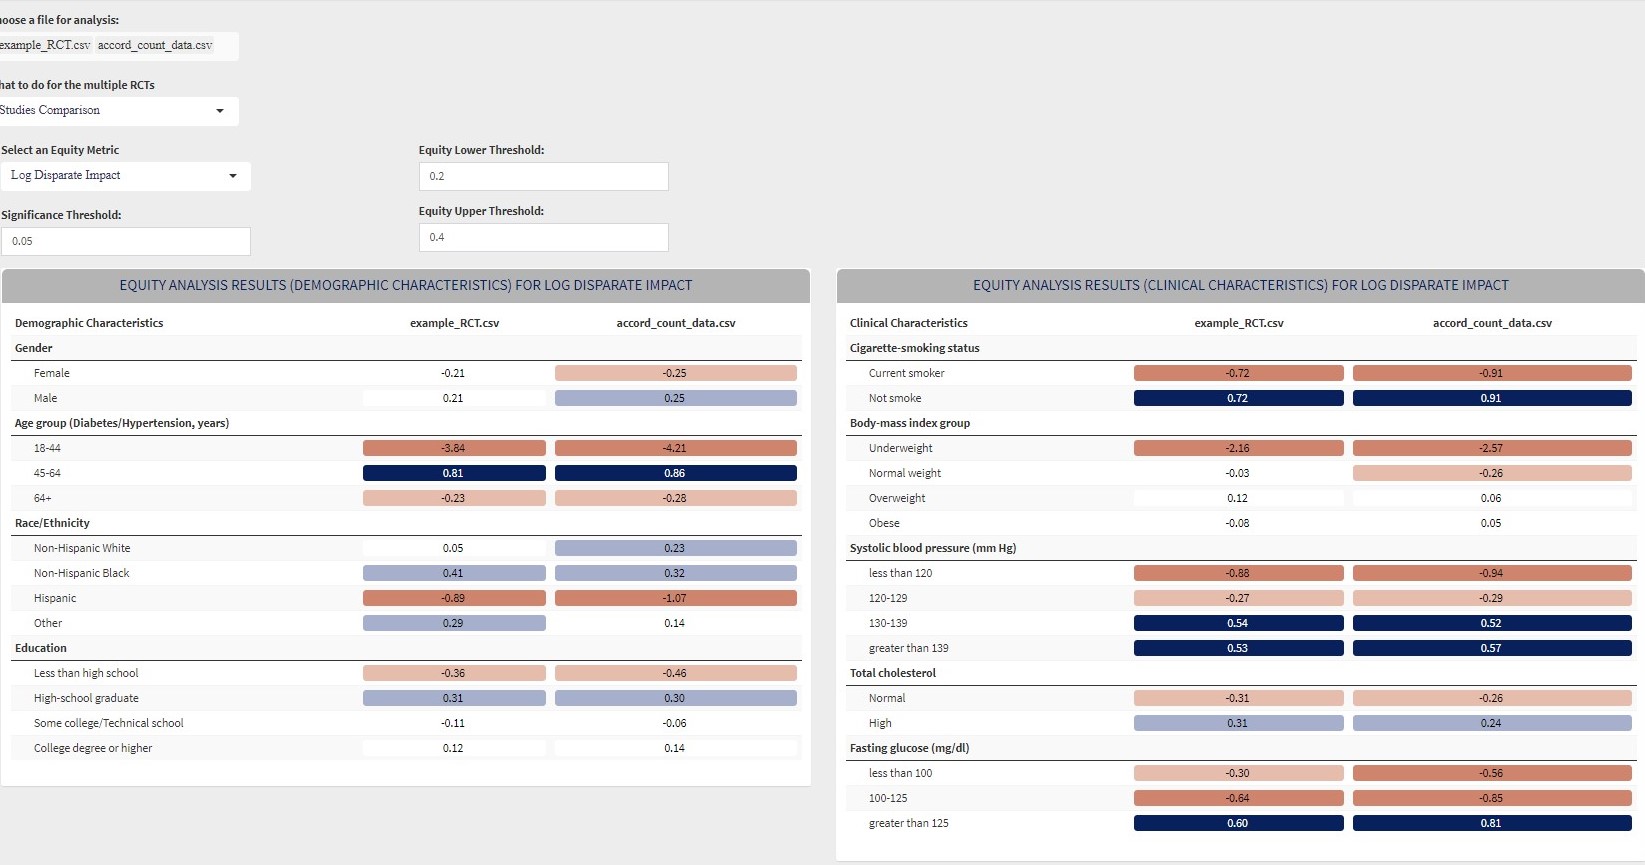 hoose a file for analysis:
example_RCT.csv accord_count_data.csv
hat to do for the multiple RCTs
Studies Comparison
Select an Equity Metric
Log Disparate Impact
Significance Threshold:
0.05
Equity Lower Threshold:
0.2
Equity Upper Threshold:
0.4
EQUITY ANALYSIS RESULTS (DEMOGRAPHIC CHARACTERISTICS) FOR LOG DISPARATE IMPACT
Demographic Characteristics example_RCT.csv accord_count_data.csv
Gender
Female -0.21 -0.25
Male 0.21 0.25
Age group (Diabetes/Hypertension, years)
18-44 -3.84 -4.21
45-64 0.81 0.86
64+ -0.23 -0.28
Race/Ethnicity
Non-Hispanic White 0.05 0.23
Non-Hispanic Black 0.41 0.32
Hispanic -0.89 -1.07
Other 0.29 0.14
Education
Less than high school -0.36 -0.46
High-school graduate 0.31 0.30
Some college/Technical school -0.11 -0.06
College degree or higher 0.12 0.14
EQUITY ANALYSIS RESULTS (CLINICAL CHARACTERISTICS) FOR LOG DISPARATE IMPACT
Clinical Characteristics example_RCT.csv accord_count_data.csv
Cigarette-smoking status
Current smoker -0.72 -0.91
Not smoke 0.72 0.91
Body-mass index group
Underweight -2.16 -2.57
Normal weight -0.03 -0.26
Overweight 0.12 0.06
Obese -0.08 0.05
Systolic blood pressure (mm Hg)
less than 120 -0.88 -0.94
120-129 -0.27 -0.29
130-139 0.54 0.52
greater than 139 0.53 0.57
Total cholesterol
Normal -0.31 -0.26
High 0.31 0.24
Fasting glucose (mg/dl)
less than 100 -0.30 -0.56
100-125 -0.64 -0.85
greater than 125 0.60 0.81